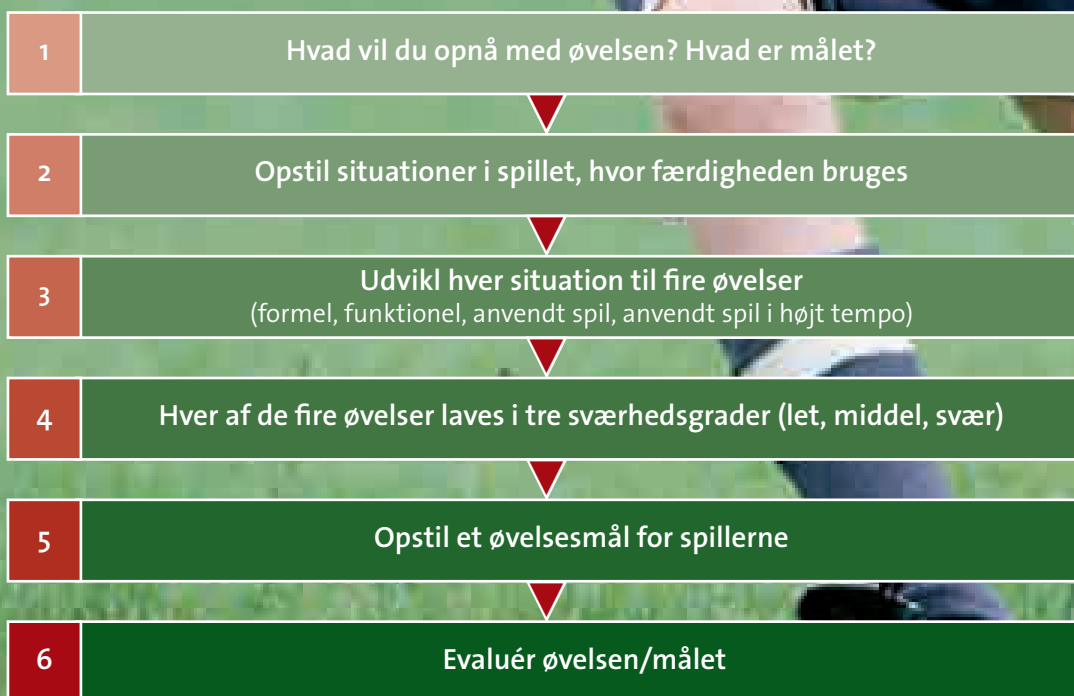 1
Hvad vil du opnå med øvelsen? Hvad er målet?
2
Opstil situationer i spillet, hvor færdigheden bruges
3
Udvikl hver situation til fire øvelser
(formel, funktionel, anvendt spil, anvendt spil i højt tempo)
4
Hver af de fire øvelser laves i tre sværhedsgrader (let, middel, svær)
5
Opstil et øvelsesmål for spillerne
6
Evaluér øvelsen/målet